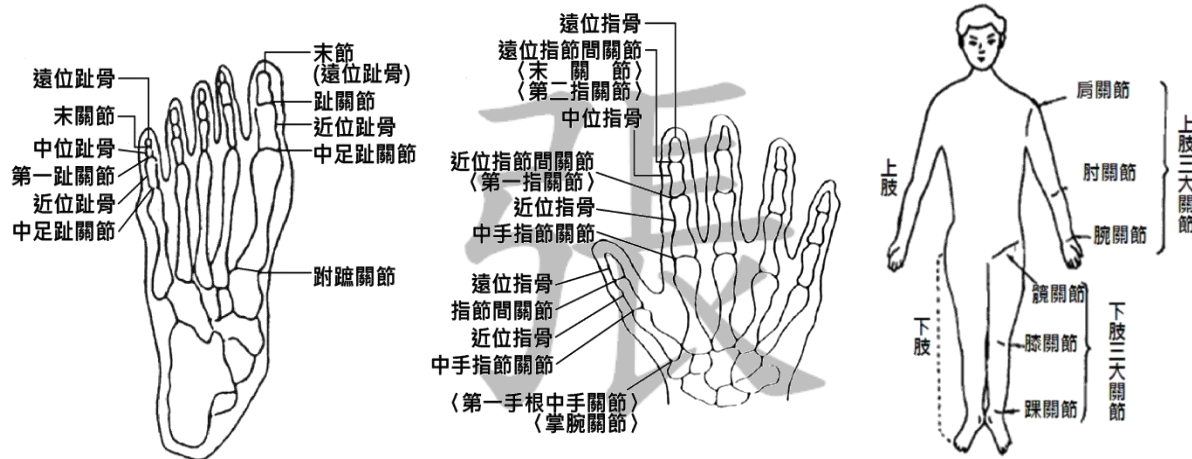 末節
(遠位趾骨)
趾關節
近位趾骨
中足趾關節
跗蹠關節
遠位趾骨
末關節
中位趾骨
第一趾關節
近位趾骨
中足趾關節
張
遠位指骨
遠位指節間關節
〈末關節〉
〈第二指關節〉
中位指骨
近位指節間關節
〈第一指關節〉
近位指骨
中手指節關節
遠位指骨
指節間關節
近位指骨
中手指節關節
〈第一手根中手關節〉
〈掌腕關節〉
上肢
肩關節
肘關節
腕關節
上肢三大關節
下肢
髖關節
膝關節
踝關節
下肢三大關節